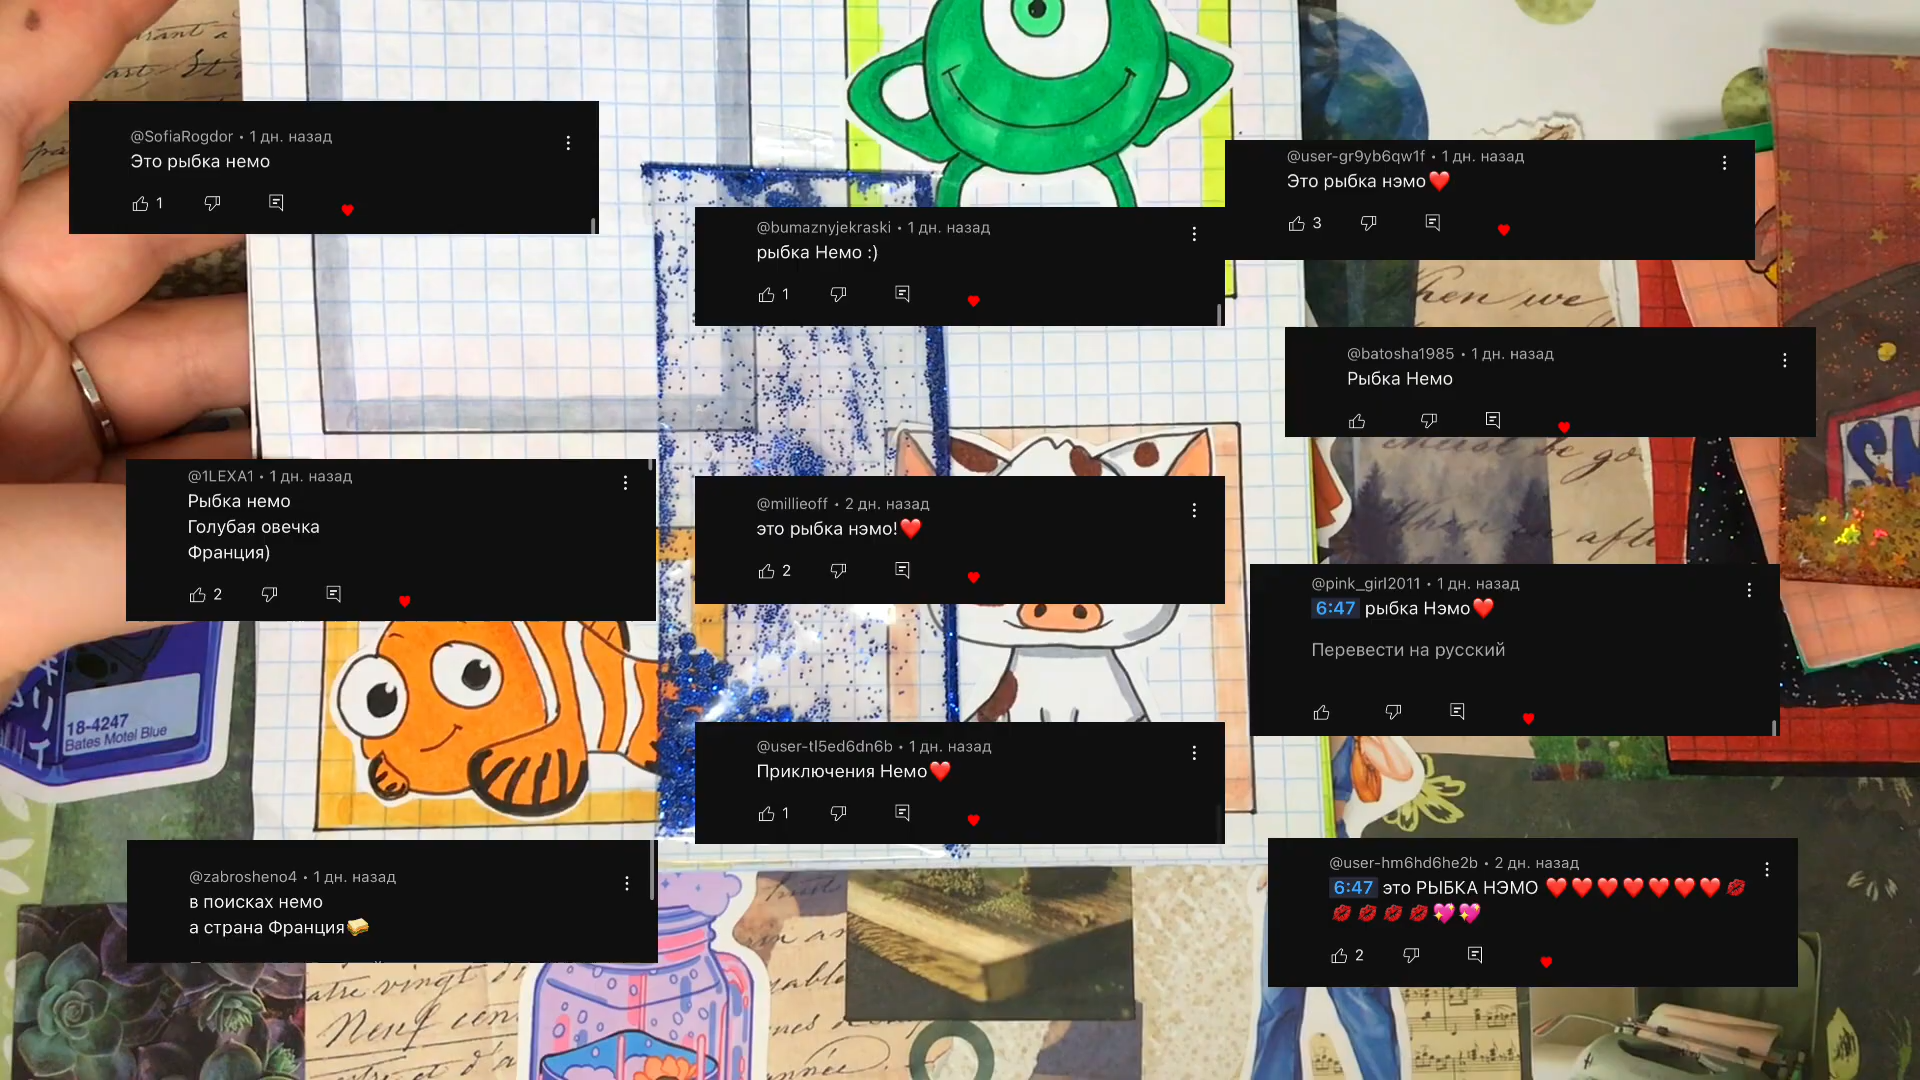 @SofiaRogdor • 1 дн. назад
Это рыбка немо
1
@user-gr9yb6qw1f • 1 дн. назад
Это рыбка нэмо❤️
3
@bumaznyjekraski • 1 дн. назад
рыбка Немо :)
1
@batosha1985 • 1 дн. назад
Рыбка Немо
@1LEXA1 • 1 дн. назад
Рыбка немо
Голубая овечка
Франция)
2
@millieoff • 2 дн. назад
это рыбка нэмо!❤️
2
@pink_girl2011 • 1 дн. назад
6:47 рыбка Нэмо❤️
Перевести на русский
@user-tl5ed6dn6b • 1 дн. назад
Приключения Немо❤️
1
@zabrosheno4 • 1 дн. назад
в поисках немо
а страна Франция🥪
@user-hm6hd6he2b • 2 дн. назад
6:47 это РЫБКА НЭМО ❤️❤️❤️❤️❤️❤️❤️💋
💋💋💋💋💖💖
2
18-4247
Bates Motel Blue
when we
Neuf cen